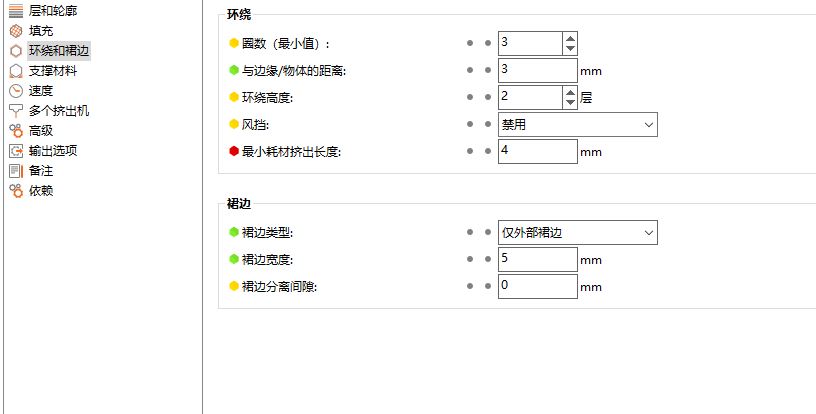 层和轮廓
填充
环绕和裙边
支撑材料
速度
多个挤出机
高级
输出选项
备注
依赖
环绕
圈数（最小值）: 3
与边缘/物体的距离: 3 mm
环绕高度: 2 层
风挡: 禁用
最小耗材挤出长度: 4 mm
裙边
裙边类型: 仅外部裙边
裙边宽度: 5 mm
裙边分离间隙: 0 mm